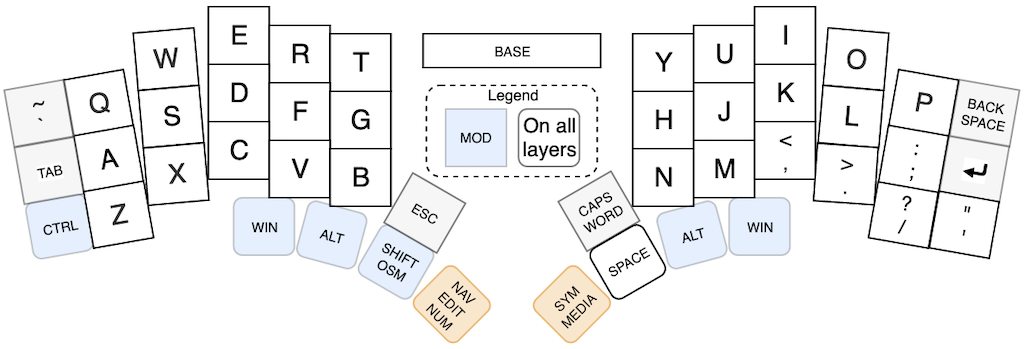 ~
`
Q
W
E
R
T
BASE
Y
U
I
O
P
BACK
SPACE
TAB
A
S
D
F
G
Legend
MOD
On all
layers
H
J
K
L
:
;
CTRL
Z
X
C
V
B
N
M
<
,
>
.
?
/
"
'
WIN
ALT
SHIFT
OSM
ESC
NAV
EDIT
NUM
CAPS
WORD
SPACE
SYM
MEDIA
ALT
WIN